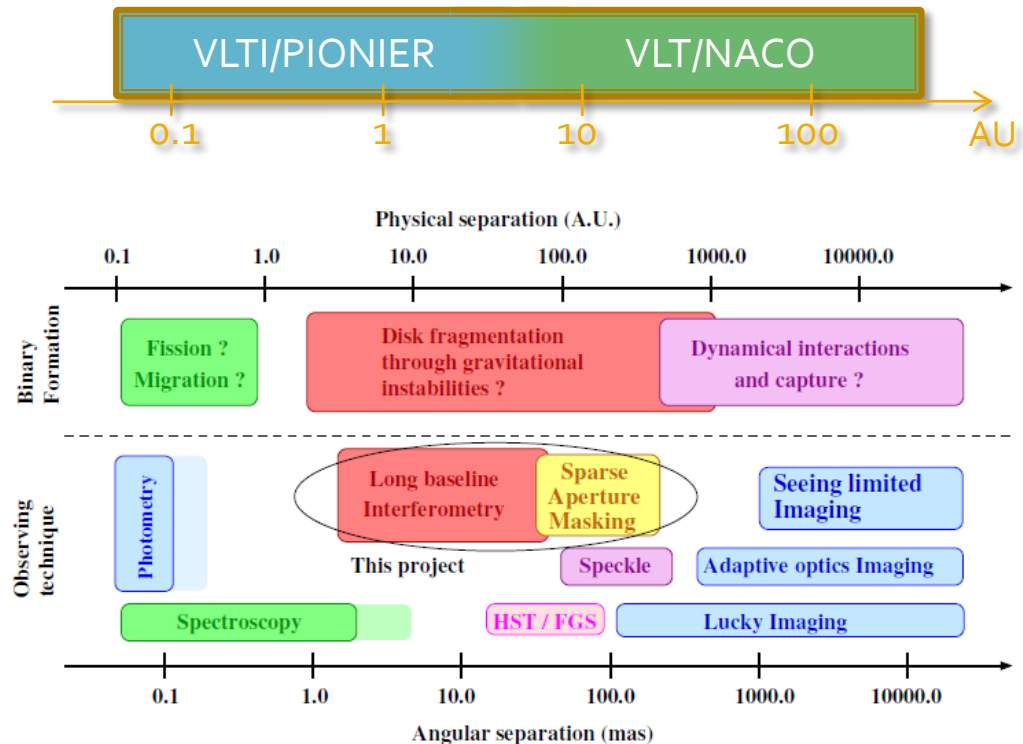 VLTI/PIONIER VLT/NACO
0.1 1 10 100 AU
Physical separation (A.U.)
0.1 1.0 10.0 100.0 1000.0 10000.0
Binary
Formation
Fission ?
Migration ?
Disk fragmentation
through gravitational
instabilities ?
Dynamical interactions
and capture ?
Observing
technique
Photometry
Long baseline
Interferometry
Sparse
Aperture
Masking
Seeing limited
Imaging
This project
Speckle
Adaptive optics Imaging
Spectroscopy
HST / FGS
Lucky Imaging
0.1 1.0 10.0 100.0 1000.0 10000.0
Angular separation (mas)